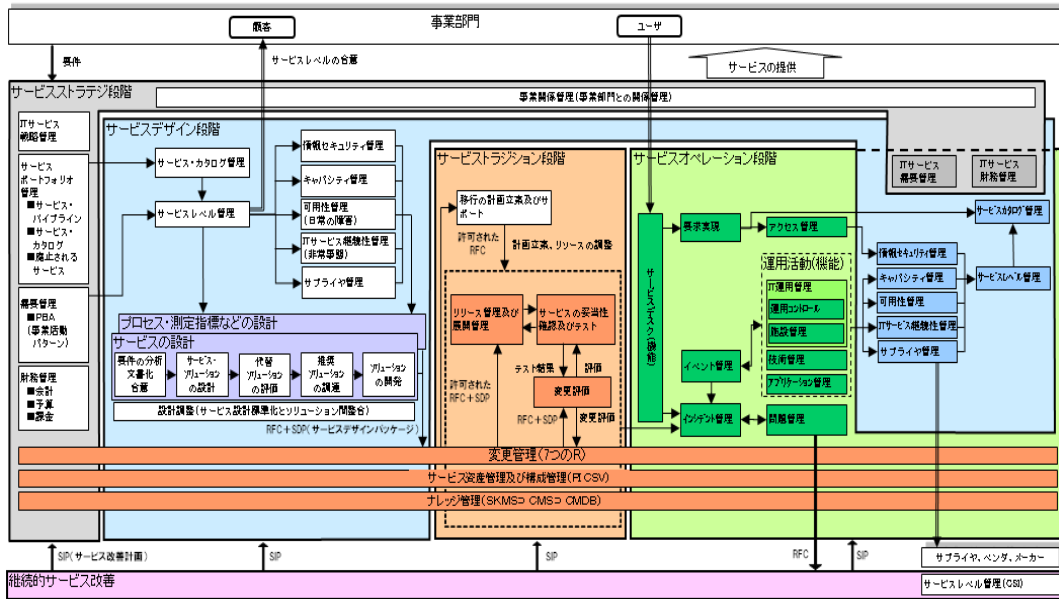 事業部門
顧客
ユーザ
要件
サービスレベルの合意
サービスの提供
サービスストラテジ段階
事業関係管理(事業部門との関係管理)
ITサービス
戦略管理
サービス
ポートフォリオ
管理
■サービス・
パイプライン
■サービス・
カタログ
■廃止される
サービス
需要管理
■PBA
(事業活動
パターン)
財務管理
■会計
■予算
■課金
サービスデザイン段階
サービス・カタログ管理
サービスレベル管理
情報セキュリティ管理
キャパシティ管理
可用性管理
(日常の障害)
ITサービス継続性管理
(非常事態)
サプライヤ管理
プロセス・測定指標などの設計
サービスの設計
要件の分析
文書化
合意
サービス・
ソリューション
の設計
代替
ソリューション
の評価
推奨
ソリューション
の調達
ソリューション
の開発
設計調整(サービス設計標準化とソリューション間整合)
RFC+SDP(サービスデザインパッケージ)
サービストラジション段階
移行の計画立案及びサ
ポート
許可された
RFC
計画立案、リソースの調整
リリース管理及び
展開管理
サービスの妥当性
確認及びテスト
テスト結果
評価
許可された
RFC+SDP
変更評価
RFC+SDP
変更評価
サービスオペレーション段階
ITサービス
需要管理
ITサービス
財務管理
サービスデスク(機能)
要求実現
アクセス管理
運用活動(機能)
IT運用管理
運用コントロール
施設管理
技術管理
アプリケーション管理
イベント管理
インシデント管理
問題管理
サービスカタログ管理
情報セキュリティ管理
キャパシティ管理
可用性管理
ITサービス継続性管理
サプライヤ管理
サービスレベル管理
変更管理(7つのR)
サービス資産管理及び構成管理(PICSV)
ナレッジ管理(SKMS⊃CMS⊃CMDB)
SIP(サービス改善計画)
SIP
SIP
RFC
SIP
サプライヤ、ベンダ、メーカー
継続的サービス改善
サービスレベル管理(CSI)